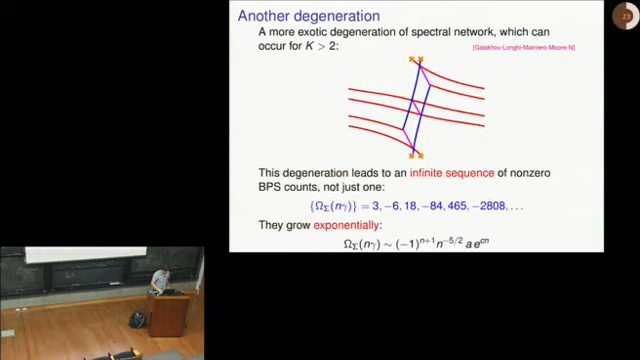 Another degeneration
A more exotic degeneration of spectral network, which can
occur for K > 2:
[Galakhov-Longhi-Mainiero-Moore-N]
This degeneration leads to an infinite sequence of nonzero
BPS counts, not just one:
{Ω_Σ(nγ)} = 3, −6, 18, −84, 465, −2808, ...
They grow exponentially:
Ω_Σ(nγ) ∼ (−1)^{n+1} n^{−5/2} a e^{cn}
23